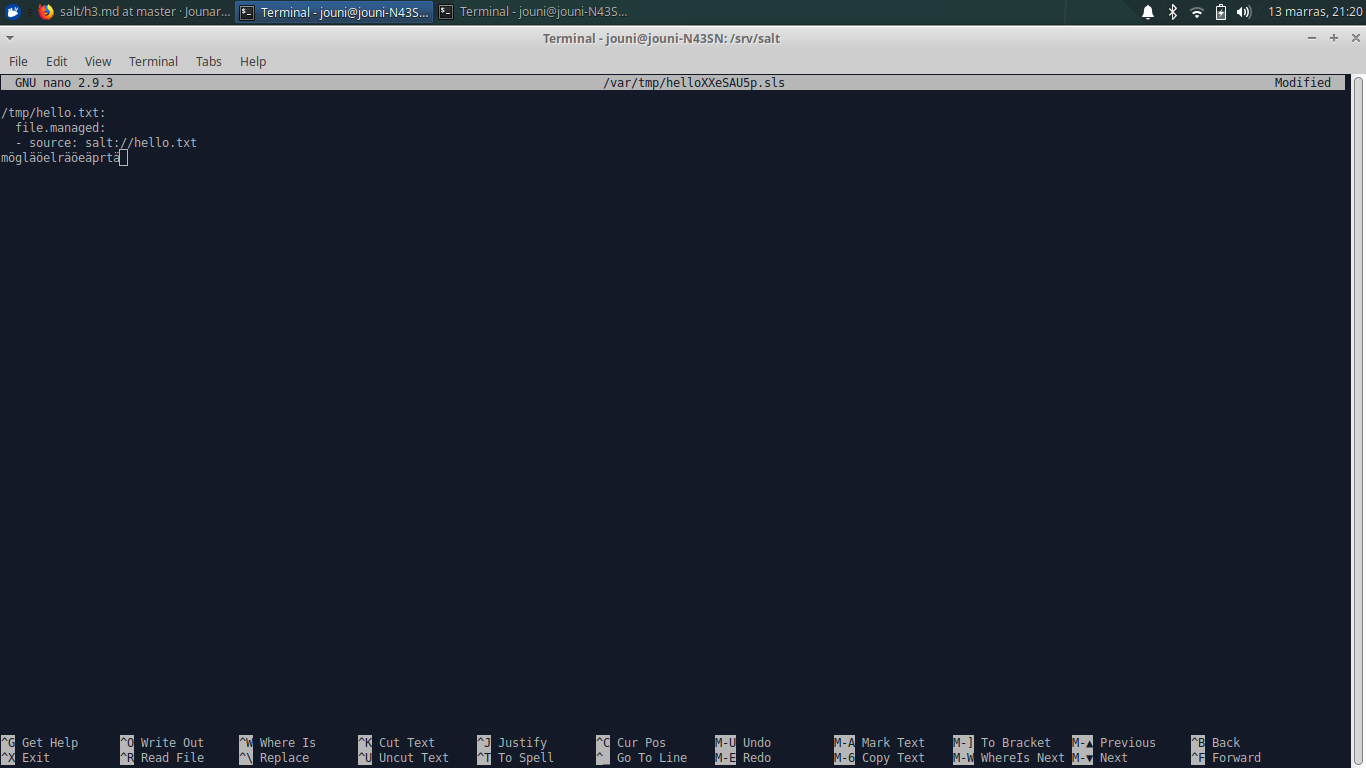 salt/h3.md at master · Jounar...
Terminal - jouni@jouni-N43S...
Terminal - jouni@jouni-N43S...
13 marras, 21:20
Terminal - jouni@jouni-N43SN: /srv/salt
File Edit View Terminal Tabs Help
GNU nano 2.9.3 /var/tmp/helloXXeSAU5p.sls Modified
/tmp/hello.txt:
  file.managed:
  - source: salt://hello.txt
mögläöelräöeäprtä
^G Get Help ^O Write Out ^W Where Is ^K Cut Text ^J Justify ^C Cur Pos M-U Undo M-A Mark Text M-] To Bracket M-▲ Previous ^B Back
^X Exit ^R Read File ^\ Replace ^U Uncut Text ^T To Spell ^_ Go To Line M-E Redo M-6 Copy Text M-W WhereIs Next M-▼ Next ^F Forward